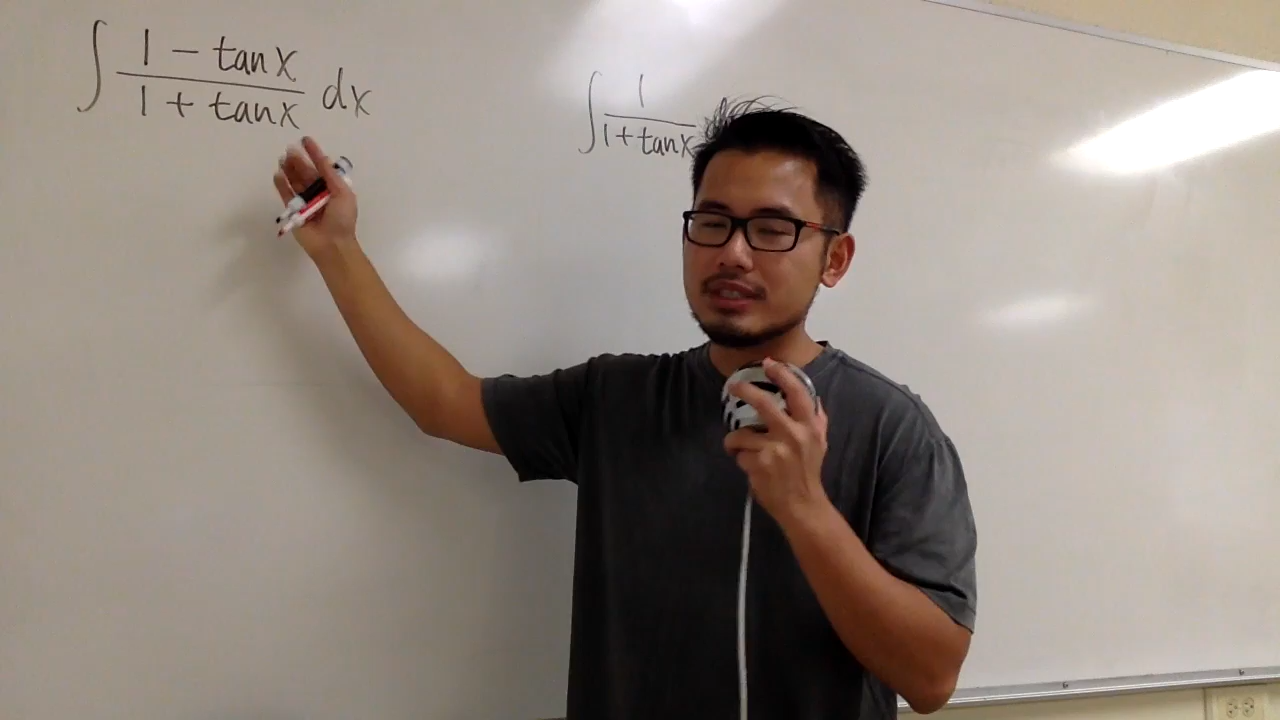 ∫ (1 - tan x)/(1 + tan x) dx
∫ 1/(1 + tan x)